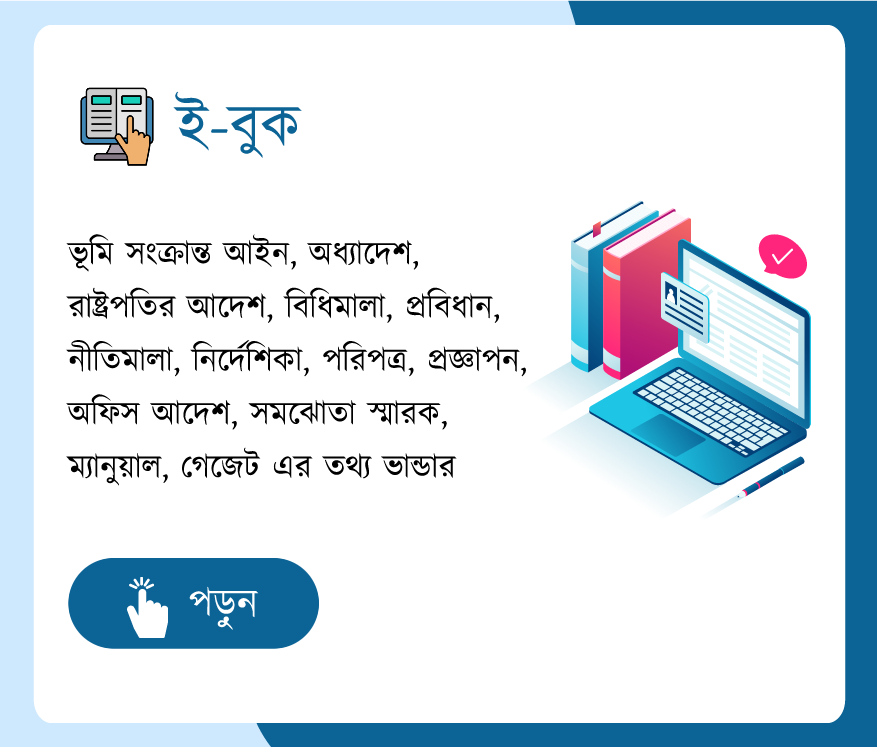 ই-বুক
ভূমি সংক্রান্ত আইন, অধ্যাদেশ,
রাষ্ট্রপতির আদেশ, বিধিমালা, প্রবিধান,
নীতিমালা, নির্দেশিকা, পরিপত্র, প্রজ্ঞাপন,
অফিস আদেশ, সমঝোতা স্মারক,
ম্যানুয়াল, গেজেট এর তথ্য ভান্ডার
পড়ুন